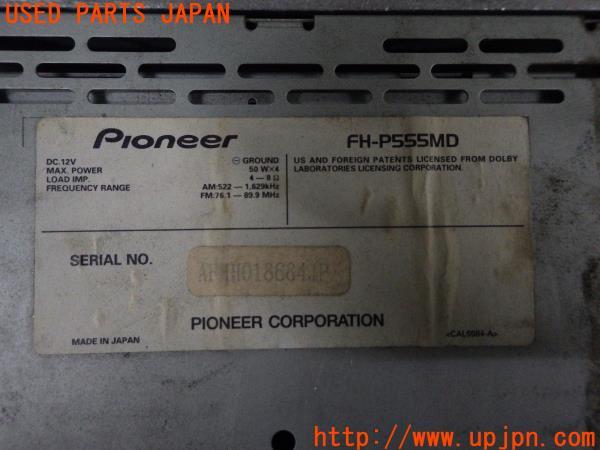 USED PARTS JAPAN
Pioneer
FH-P555MD
DC.12V ⊖ GROUND
MAX. POWER 50 W×4
LOAD IMP. 4 — 8 Ω
FREQUENCY RANGE AM:522 — 1,629kHz
FM:76.1 — 89.9 MHz
US AND FOREIGN PATENTS LICENSED FROM DOLBY
LABORATORIES LICENSING CORPORATION.
SERIAL NO.
PIONEER CORPORATION
MADE IN JAPAN
http://www.upjpn.com/